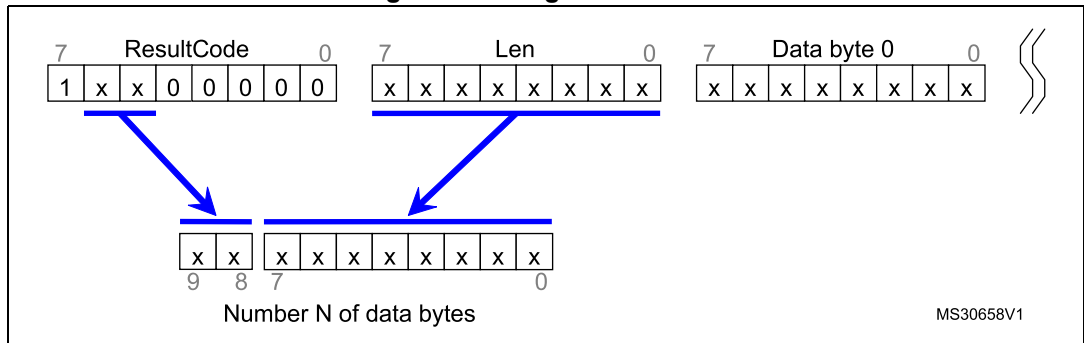 7 ResultCode 0 7 Len 0 7 Data byte 0 0
1 x x 0 0 0 0 0 x x x x x x x x x x x x x x x x
x x x x x x x x x x
9 8 7 0
Number N of data bytes
MS30658V1